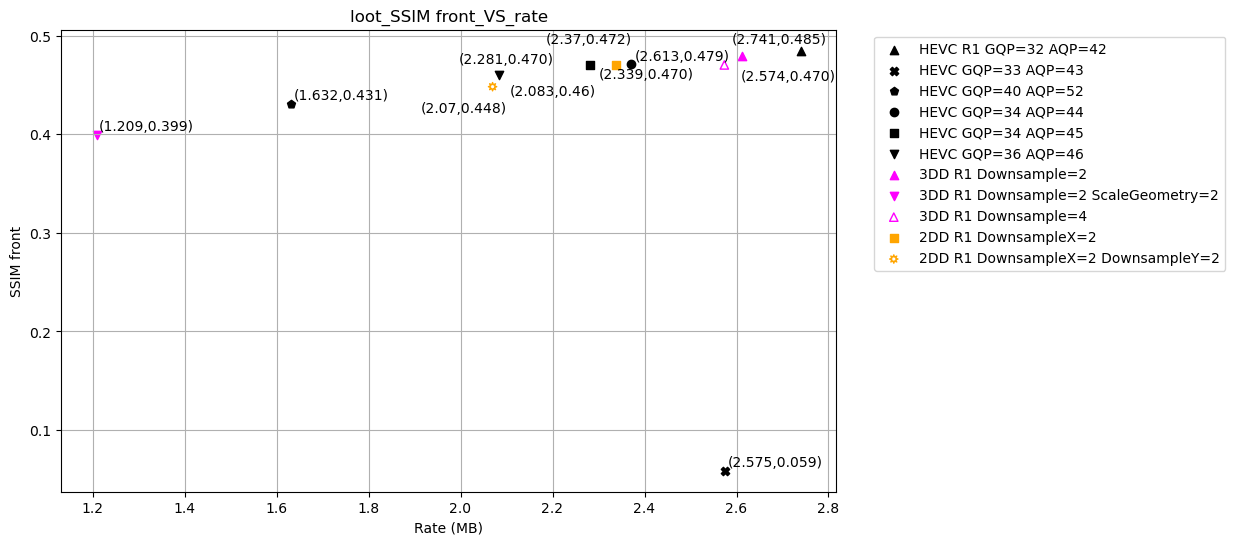 loot_SSIM front_VS_rate
0.5
0.4
0.3
0.2
0.1
SSIM front
(2.37,0.472)
(2.741,0.485)
(2.281,0.470)
(2.613,0.479)
(2.339,0.470)
(2.574,0.470)
(2.083,0.46)
(1.632,0.431)
(2.07,0.448)
(1.209,0.399)
(2.575,0.059)
1.2
1.4
1.6
1.8
2.0
2.2
2.4
2.6
2.8
Rate (MB)
HEVC R1 GQP=32 AQP=42
HEVC GQP=33 AQP=43
HEVC GQP=40 AQP=52
HEVC GQP=34 AQP=44
HEVC GQP=34 AQP=45
HEVC GQP=36 AQP=46
3DD R1 Downsample=2
3DD R1 Downsample=2 ScaleGeometry=2
3DD R1 Downsample=4
2DD R1 DownsampleX=2
2DD R1 DownsampleX=2 DownsampleY=2